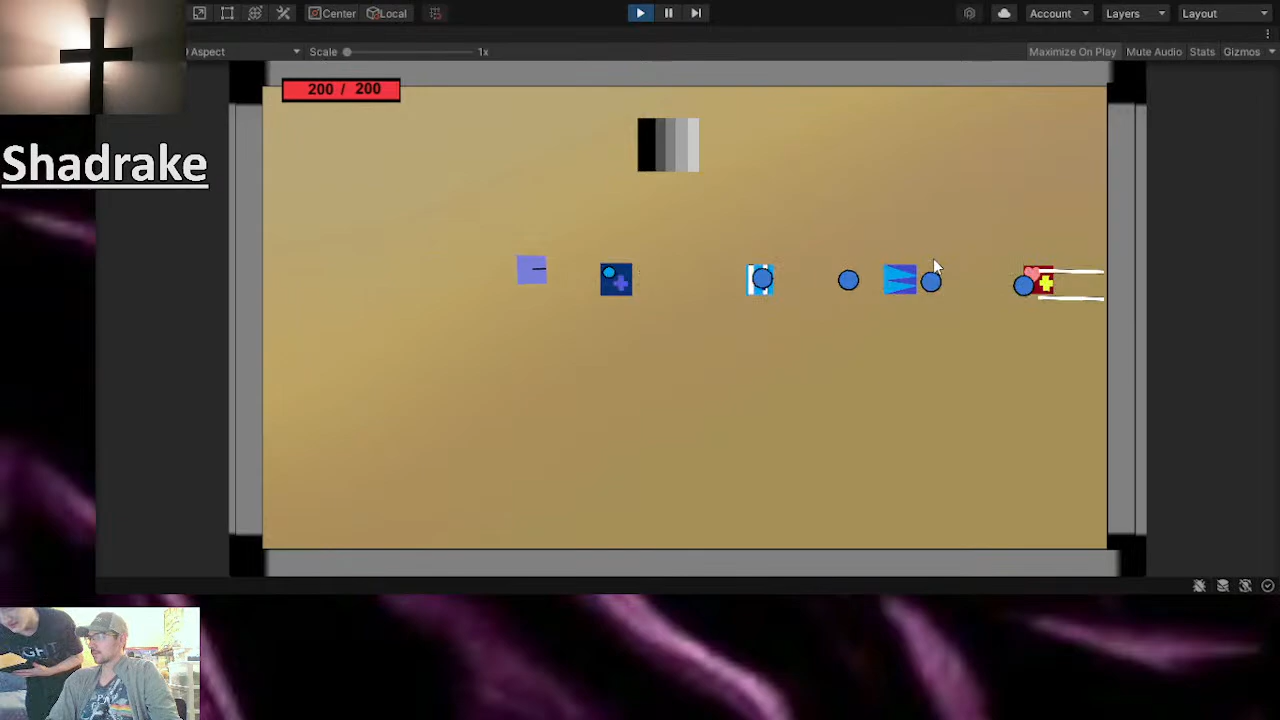 Center
Local
Account
Layers
Layout
Aspect
Scale
1x
Maximize On Play
Mute Audio
Stats
Gizmos
200 / 200
Shadrake